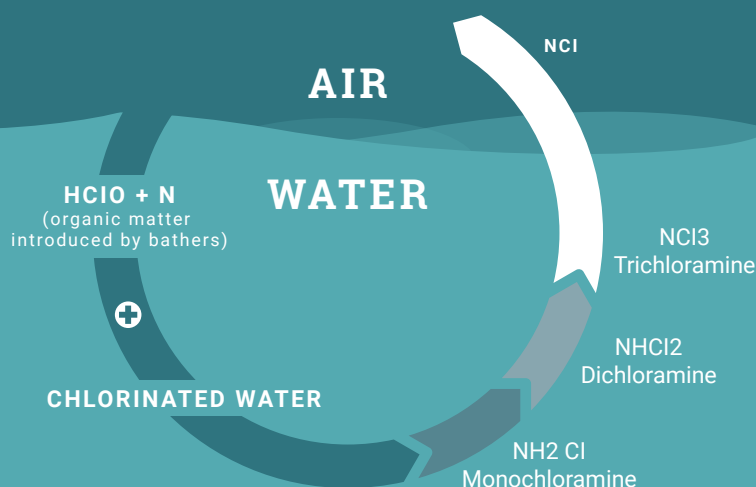 NCI
AIR
WATER
HCIO + N
(organic matter
introduced by bathers)
NCI3
Trichloramine
NHCI2
Dichloramine
CHLORINATED WATER
NH2 CI
Monochloramine